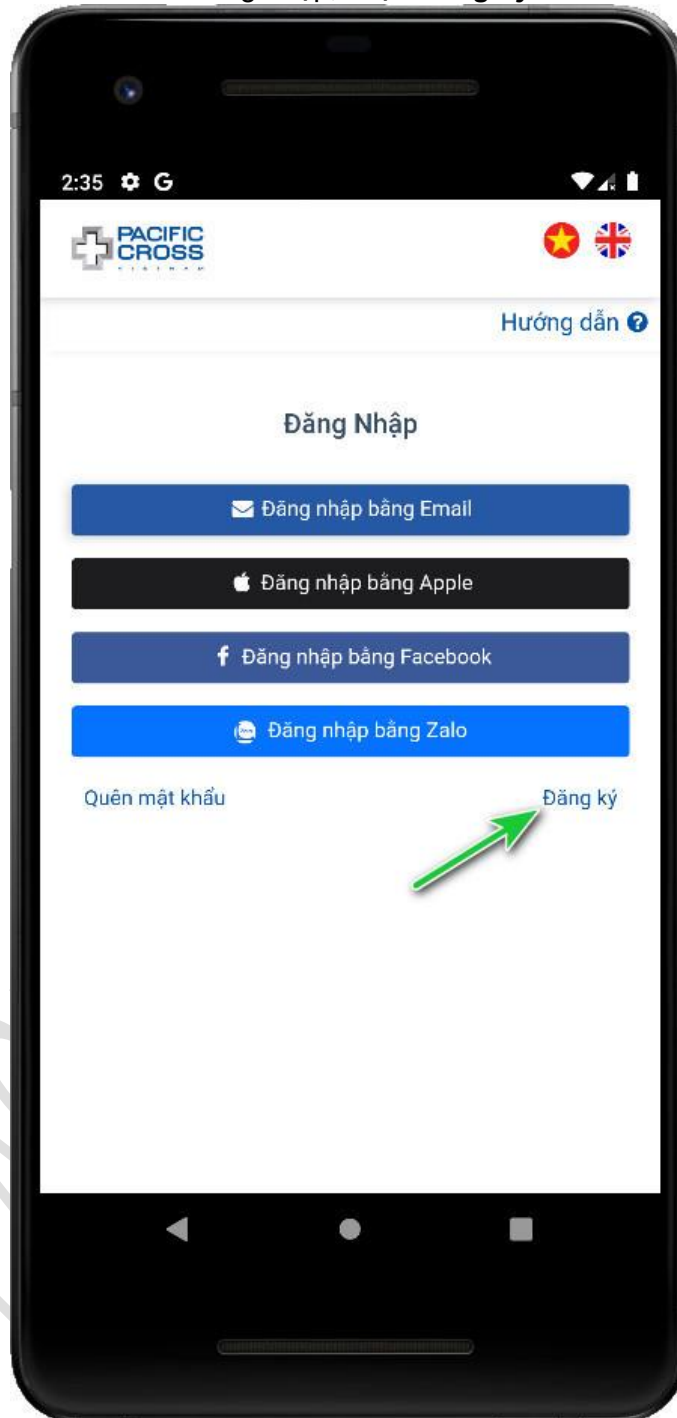 2:35 G
PACIFIC
CROSS
VIETNAM
Hướng dẫn
Đăng Nhập
Đăng nhập bằng Email
Đăng nhập bằng Apple
Đăng nhập bằng Facebook
Đăng nhập bằng Zalo
Quên mật khẩu Đăng ký